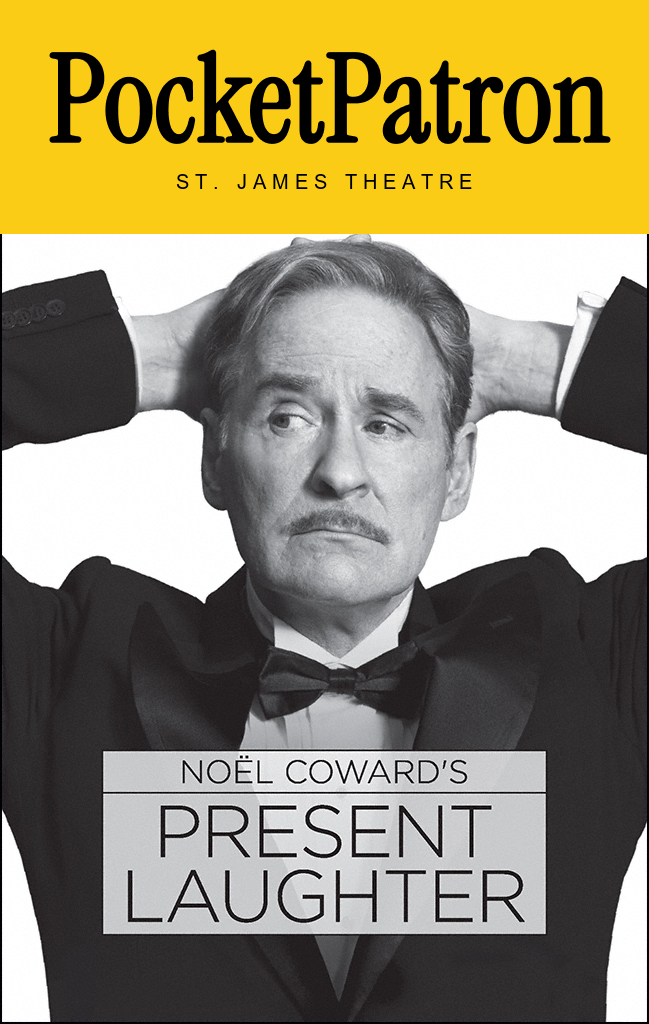 PocketPatron
ST. JAMES THEATRE
NOËL COWARD'S
PRESENT
LAUGHTER